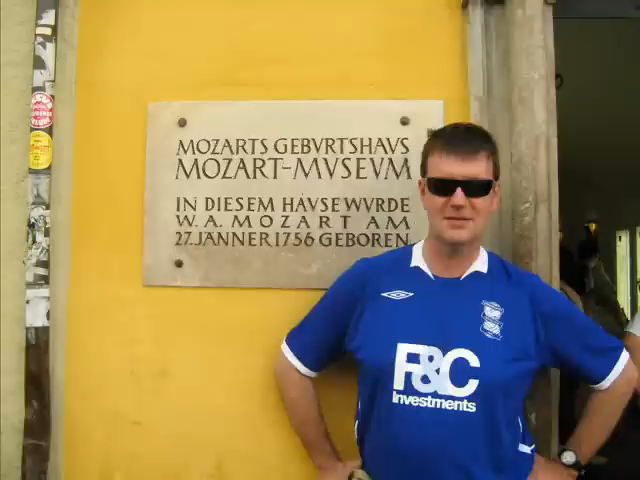 MOZARTS GEBVRTSHAVS
MOZART-MVSEVM
IN DIESEM HAVSE WVRDE
W. A. MOZART AM
27. JÄNNER 1756 GEBOREN
F&C
Investments